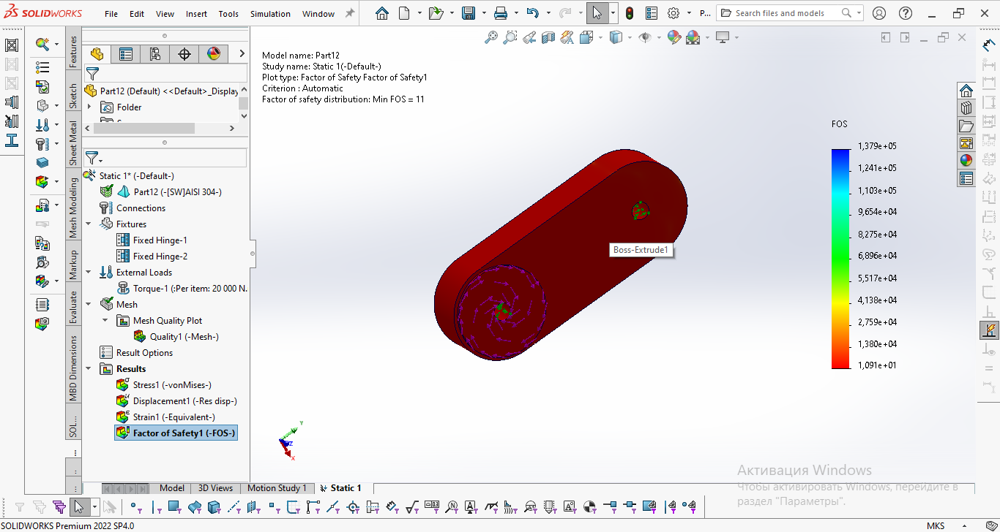 SOLIDWORKS File Edit View Insert Tools Simulation Window P... Search files and models
Model name: Part12
Study name: Static 1(-Default-)
Plot type: Factor of Safety Factor of Safety1
Criterion : Automatic
Factor of safety distribution: Min FOS = 11
Features
Sketch
Sheet Metal
Mesh Modeling
Markup
Evaluate
MBD Dimensions
SOL...
Part12 (Default) <<Default>_Display
Folder
Static 1* (-Default-)
Part12 (-[SW]AISI 304-)
Connections
Fixtures
Fixed Hinge-1
Fixed Hinge-2
External Loads
Torque-1 (:Per item: 20 000 N.
Mesh
Mesh Quality Plot
Quality1 (-Mesh-)
Result Options
Results
Stress1 (-vonMises-)
Displacement1 (-Res disp-)
Strain1 (-Equivalent-)
Factor of Safety1 (-FOS-)
Boss-Extrude1
FOS
1,379e+05
1,241e+05
1,103e+05
9,654e+04
8,275e+04
6,896e+04
5,517e+04
4,138e+04
2,759e+04
1,380e+04
1,091e+01
Y
Z
X
Активация Windows
Чтобы активировать Windows, перейдите в
раздел "Параметры".
Model 3D Views Motion Study 1 Static 1
SOLIDWORKS Premium 2022 SP4.0 MKS